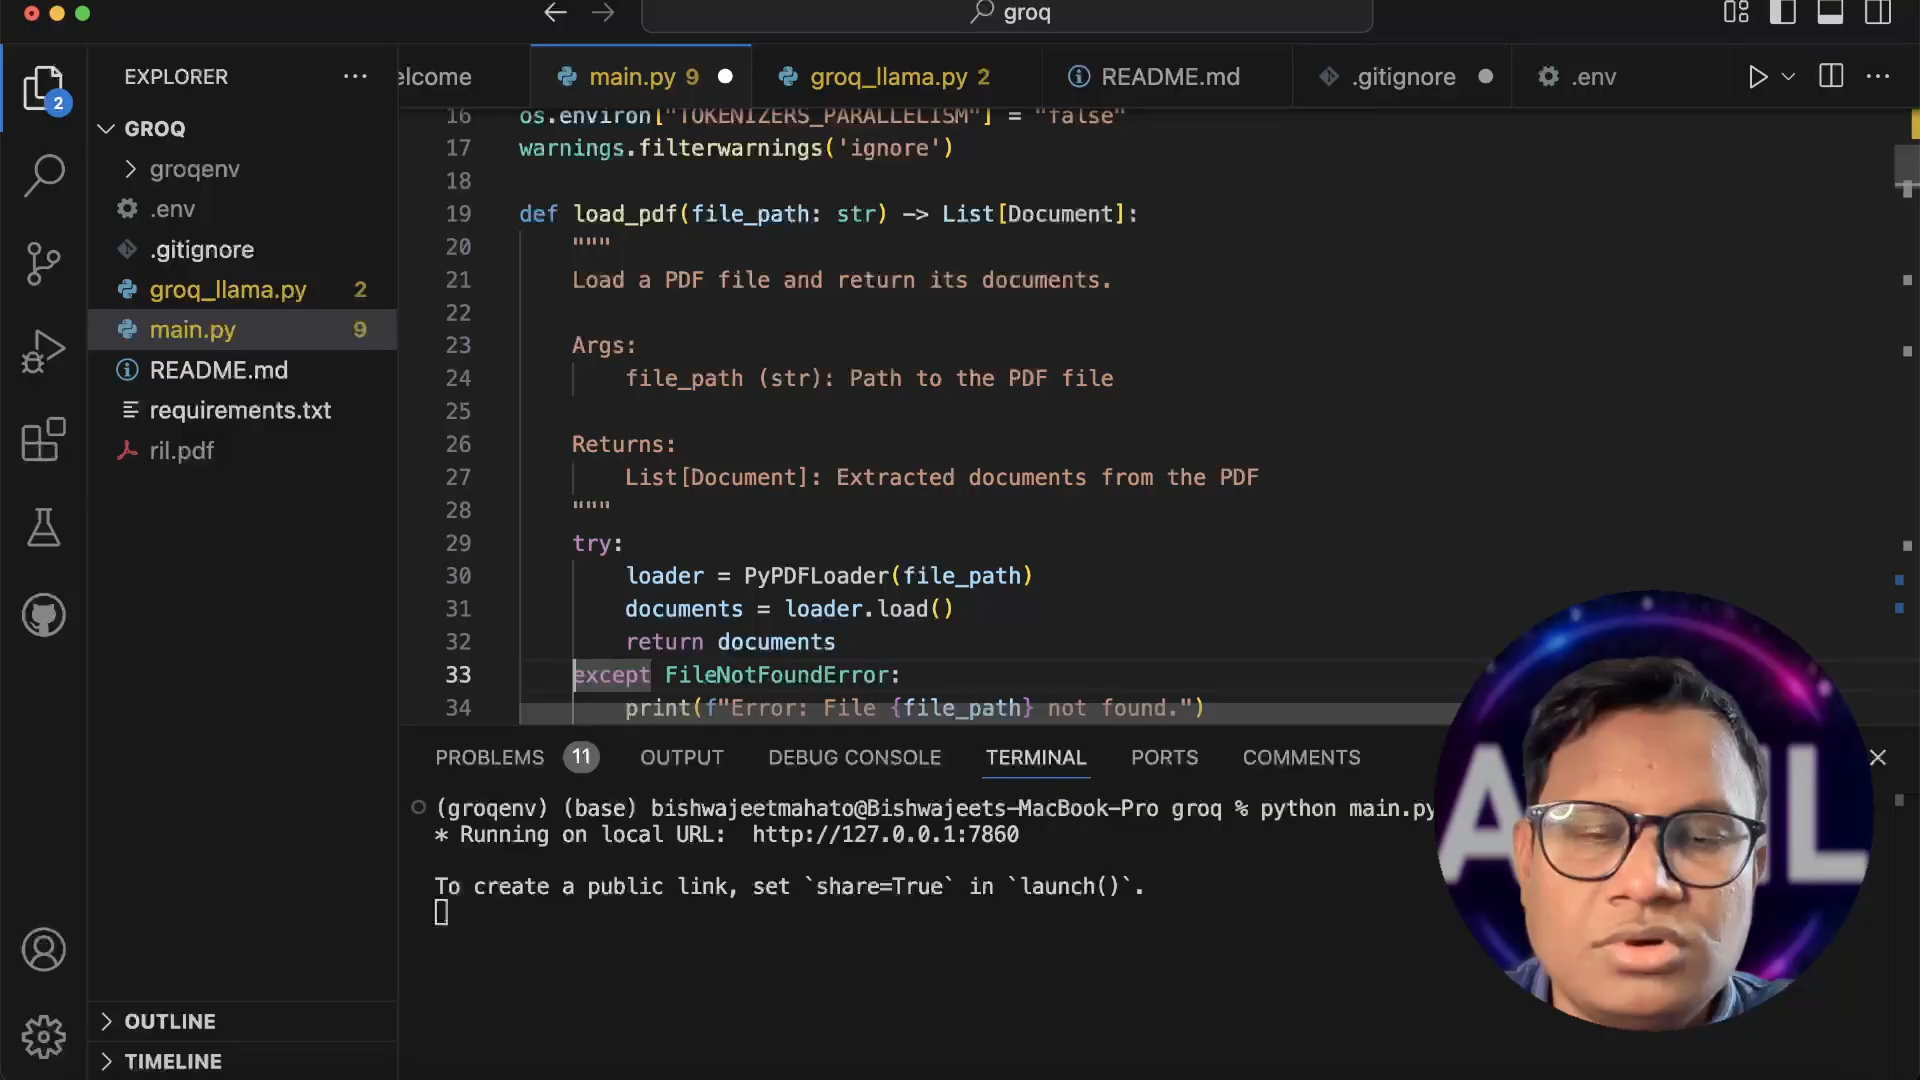 groq
EXPLORER
elcome
main.py 9
groq_llama.py 2
README.md
.gitignore
.env
2
GROQ
groqenv
.env
.gitignore
groq_llama.py 2
main.py 9
README.md
requirements.txt
ril.pdf
OUTLINE
TIMELINE
16 os.environ["TOKENIZERS_PARALLELISM"] = "false"
17 warnings.filterwarnings('ignore')
18
19 def load_pdf(file_path: str) -> List[Document]:
20 """
21 Load a PDF file and return its documents.
22
23 Args:
24 file_path (str): Path to the PDF file
25
26 Returns:
27 List[Document]: Extracted documents from the PDF
28 """
29 try:
30 loader = PyPDFLoader(file_path)
31 documents = loader.load()
32 return documents
33 except FileNotFoundError:
34 print(f"Error: File {file_path} not found.")
PROBLEMS 11 OUTPUT DEBUG CONSOLE TERMINAL PORTS COMMENTS
(groqenv) (base) bishwajeetmahato@Bishwajeets-MacBook-Pro groq % python main.py
* Running on local URL: http://127.0.0.1:7860
To create a public link, set `share=True` in `launch()`.